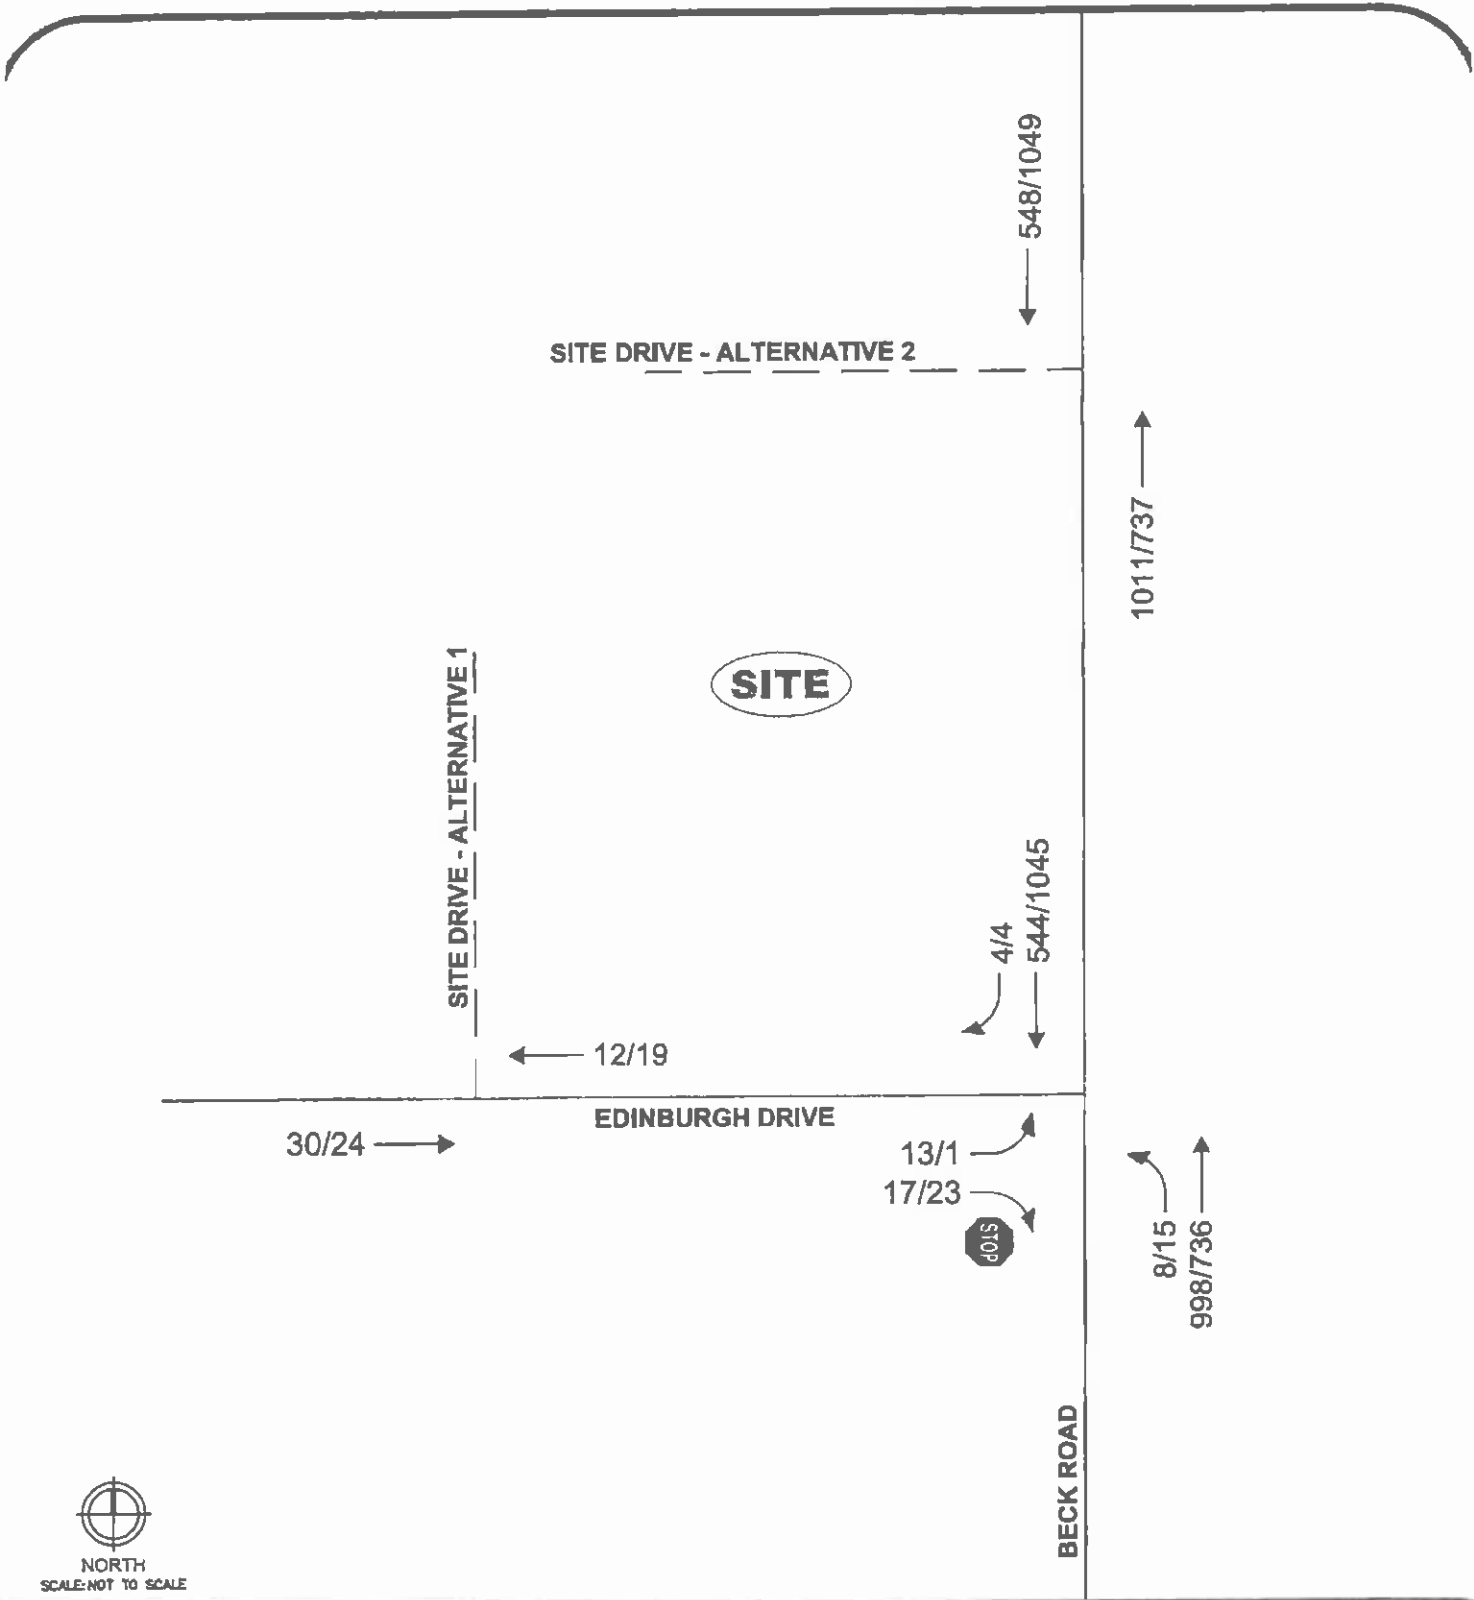 548/1049
SITE DRIVE - ALTERNATIVE 2
1011/737
SITE DRIVE - ALTERNATIVE 1
SITE
4/4
544/1045
12/19
EDINBURGH DRIVE
30/24
13/1
17/23
STOP
8/15
998/736
BECK ROAD
NORTH
SCALE:NOT TO SCALE